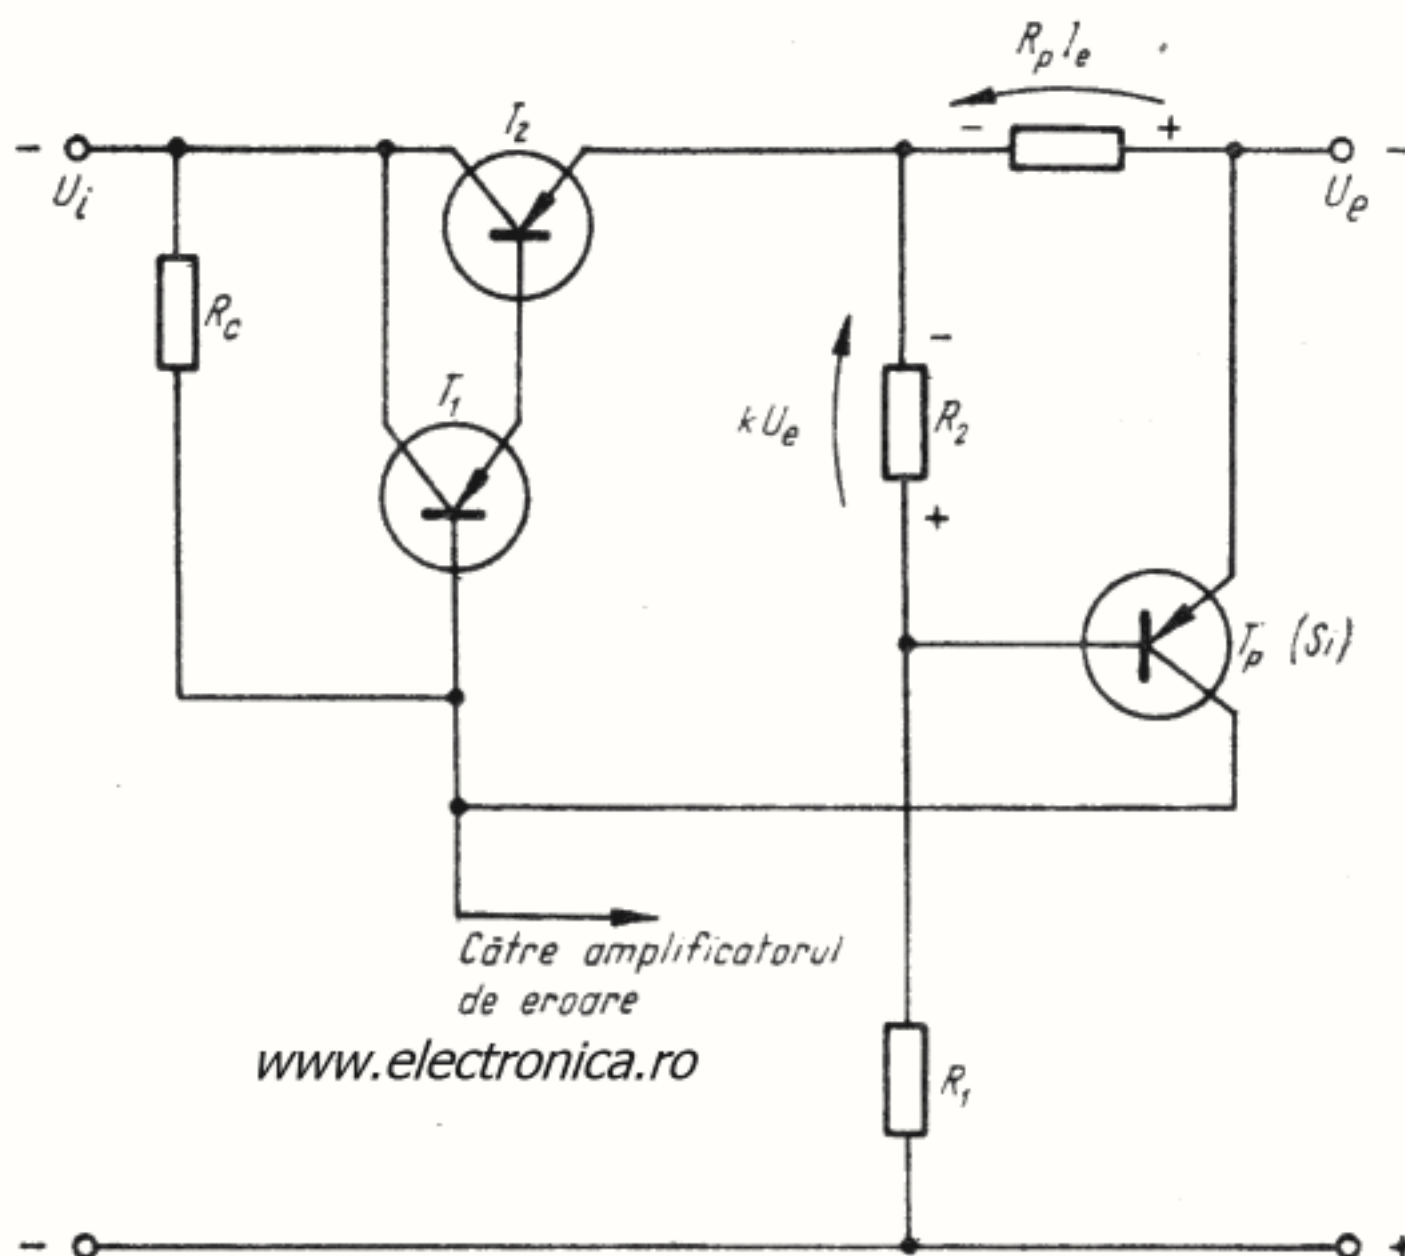 R_p I_e
- + 
T_2
- U_i
U_e -
R_c
T_1
-
k U_e
R_2
+
T_p (Si)
Către amplificatorul
de eroare
www.electronica.ro
R_1
- +